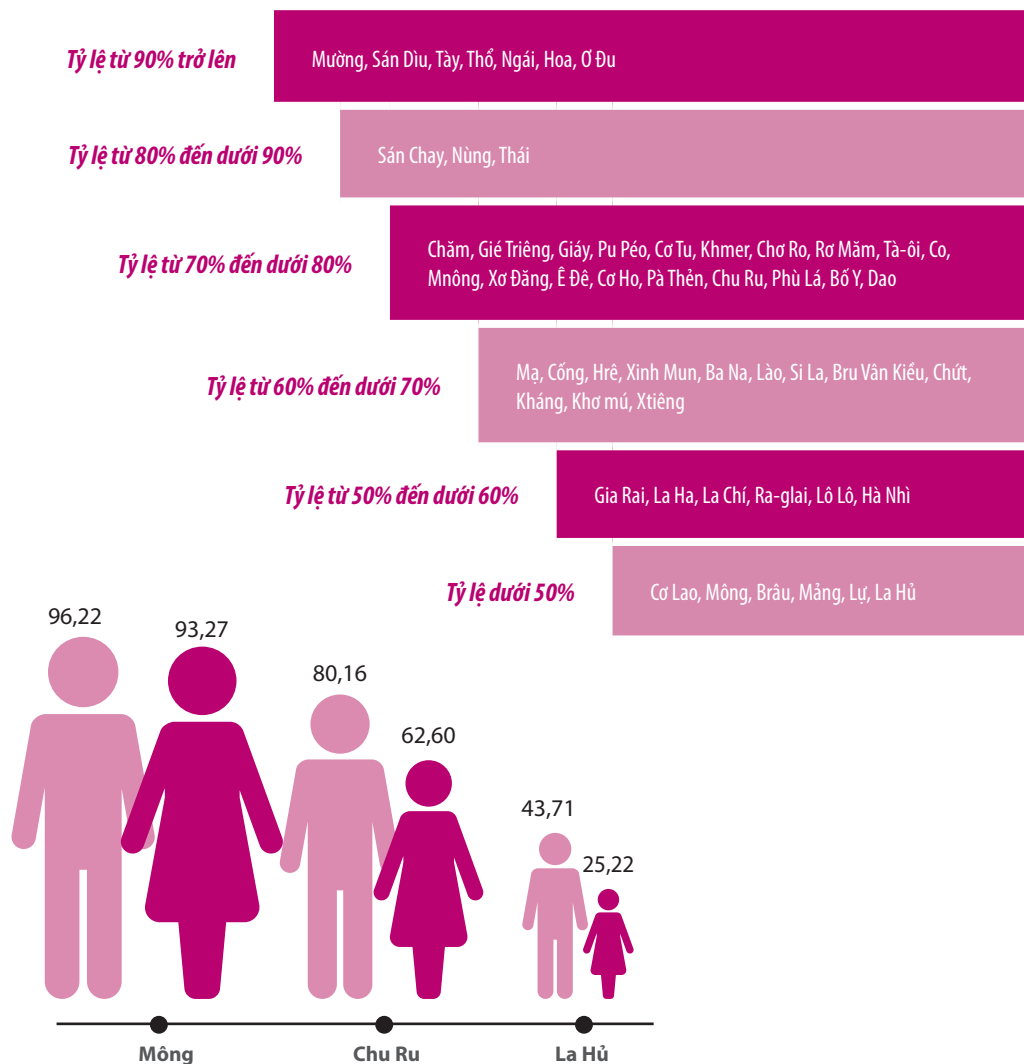 Tỷ lệ từ 90% trở lên
Mường, Sán Dìu, Tày, Thổ, Ngái, Hoa, Ơ Đu
Tỷ lệ từ 80% đến dưới 90%
Sán Chay, Nùng, Thái
Tỷ lệ từ 70% đến dưới 80%
Chăm, Gié Triêng, Giáy, Pu Péo, Cơ Tu, Khmer, Chơ Ro, Rơ Măm, Tà-ôi, Co,
Mnông, Xơ Đăng, Ê Đê, Cơ Ho, Pà Thẻn, Chu Ru, Phù Lá, Bố Y, Dao
Tỷ lệ từ 60% đến dưới 70%
Mạ, Cống, Hrê, Xinh Mun, Ba Na, Lào, Si La, Bru Vân Kiều, Chứt,
Kháng, Khơ mú, Xtiêng
Tỷ lệ từ 50% đến dưới 60%
Gia Rai, La Ha, La Chí, Ra-glai, Lô Lô, Hà Nhì
Tỷ lệ dưới 50%
Cơ Lao, Mông, Brâu, Mảng, Lự, La Hủ
96,22
93,27
80,16
62,60
43,71
25,22
Mông
Chu Ru
La Hủ